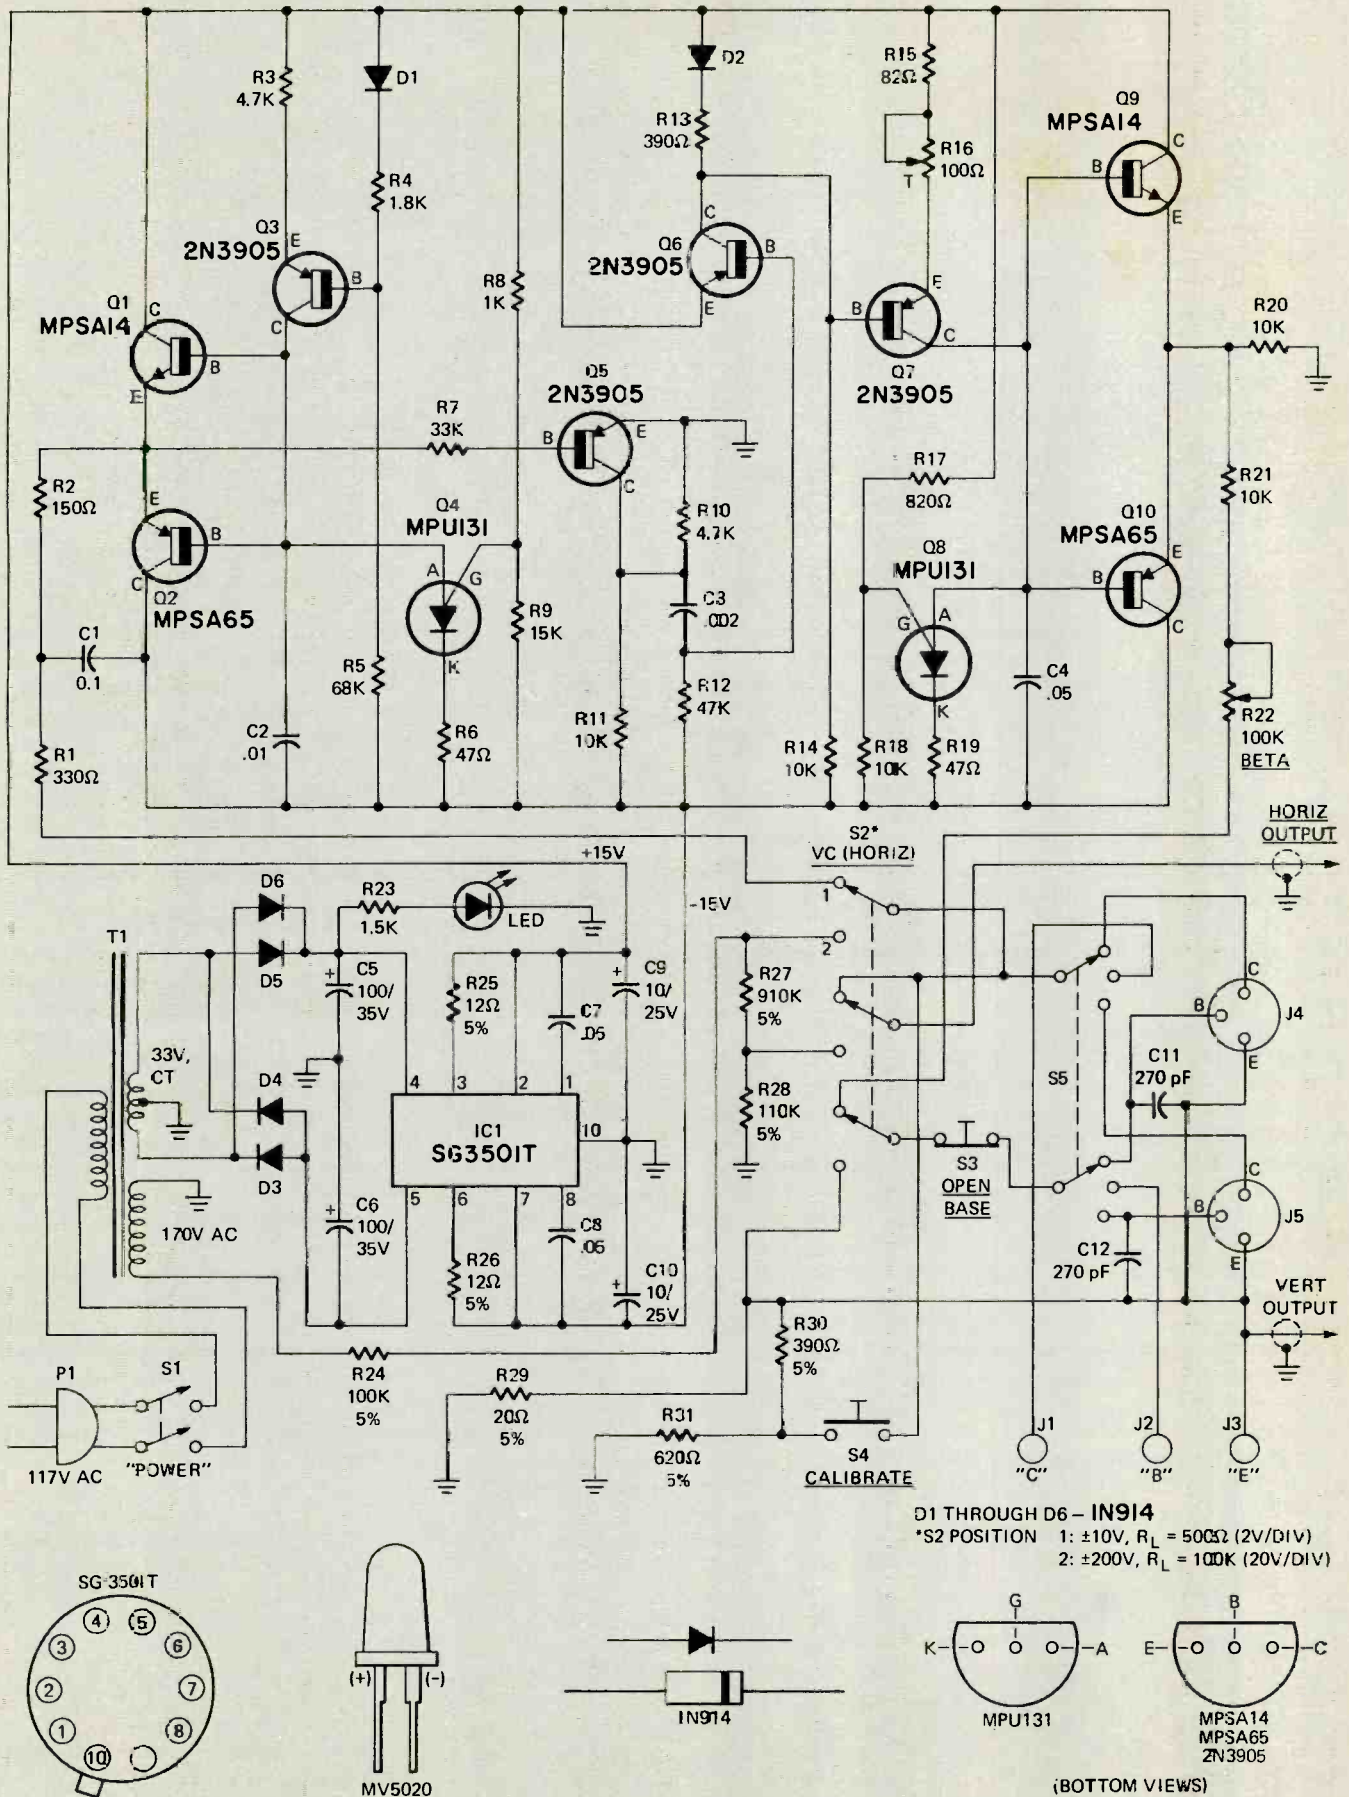 R3
4.7K
D1
R4
1.8K
Q3
2N3905
E
B
C
Q1
MPSA14
C
B
E
R8
1K
D2
R13
390Ω
C
Q6
2N3905
B
E
R15
82Ω
R16
100Ω
T
Q9
MPSA14
C
B
E
E
B
C
Q7
2N3905
R20
10K
Q5
2N3905
B
E
C
R7
33K
R2
150Ω
E
B
C
Q2
MPSA65
C1
0.1
R1
330Ω
Q4
MPU131
A
G
K
R9
15K
R5
68K
C2
.01
R6
47Ω
R10
4.7K
C3
.002
R11
10K
R12
47K
R14
10K
R17
820Ω
Q8
MPU131
G
A
K
R18
10K
R19
47Ω
C4
.05
Q10
MPSA65
E
B
C
R21
10K
R22
100K
BETA
+15V
-15V
S2*
VC (HORIZ)
1
2
HORIZ
OUTPUT
D6
D5
R23
1.5K
LED
T1
C5
100/
35V
+
R25
12Ω
5%
C7
.05
C9
10/
25V
+
33V,
CT
D4
D3
4
3
2
1
IC1
SG3501T
10
5
6
7
8
170V AC
C6
100/
35V
+
R26
12Ω
5%
C8
.05
C10
10/
25V
+
R27
910K
5%
R28
110K
5%
S3
OPEN
BASE
S5
C11
270 pF
C
B
E
J4
C
B
E
J5
C12
270 pF
VERT
OUTPUT
R24
100K
5%
R29
20Ω
5%
R30
390Ω
5%
R31
620Ω
5%
S4
CALIBRATE
P1
117V AC
S1
"POWER"
J1
"C"
J2
"B"
J3
"E"
D1 THROUGH D6 – IN914
*S2 POSITION 1: ±10V, RL = 500Ω (2V/DIV)
2: ±200V, RL = 100K (20V/DIV)
SG-3501T
4
5
3
6
2
7
1
8
10
(+)
(-)
MV5020
IN914
G
K
A
MPU131
B
E
C
MPSA14
MPSA65
2N3905
(BOTTOM VIEWS)